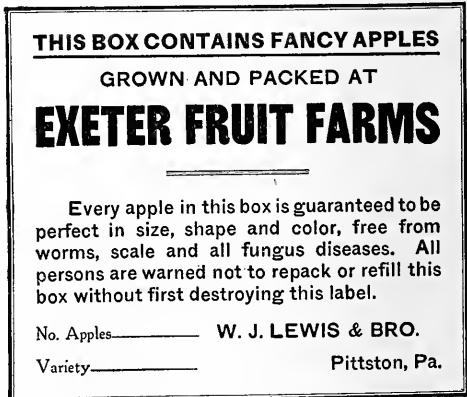 THIS BOX CONTAINS FANCY APPLES
GROWN AND PACKED AT
EXETER FRUIT FARMS
Every apple in this box is guaranteed to be
perfect in size, shape and color, free from
worms, scale and all fungus diseases. All
persons are warned not to repack or refill this
box without first destroying this label.
No. Apples W. J. LEWIS & BRO.
Variety Pittston, Pa.